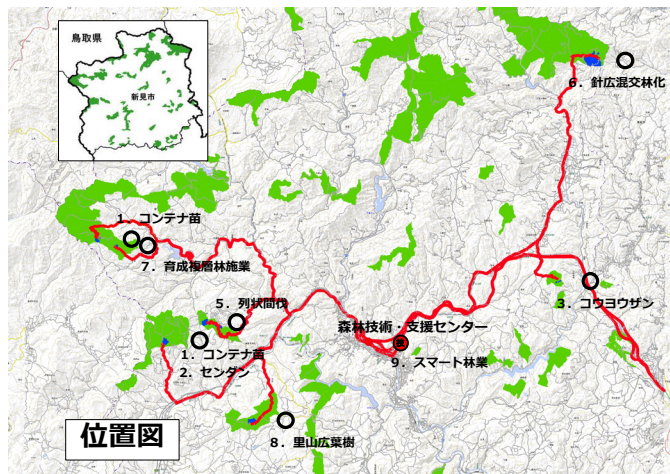 鳥取県
新見市
6．針広混交林化
1．コンテナ苗
7．育成複層林施業
5．列状間伐
3．コウヨウザン
森林技術・支援センター
1．コンテナ苗
2．センダン
9．スマート林業
8．里山広葉樹
位置図